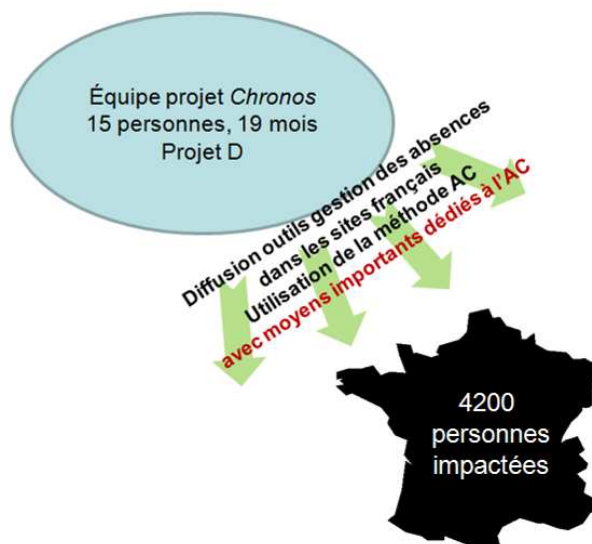 Équipe projet Chronos
15 personnes, 19 mois
Projet D
Diffusion outils gestion des absences
dans les sites français
Utilisation de la méthode AC
avec moyens importants dédiés à l'AC
4200
personnes
impactées